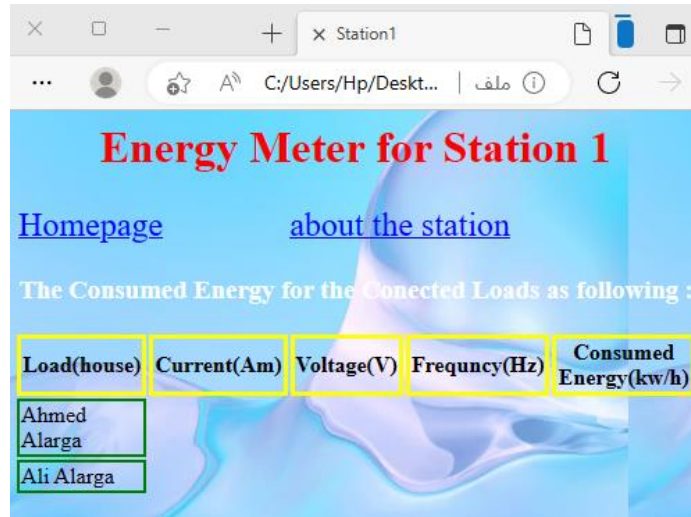 Station1
C:/Users/Hp/Deskt... | ملف
Energy Meter for Station 1
Homepage about the station
The Consumed Energy for the Conected Loads as following :
Load(house) Current(Am) Voltage(V) Frequncy(Hz) Consumed Energy(kw/h)
Ahmed
Alarga
Ali Alarga